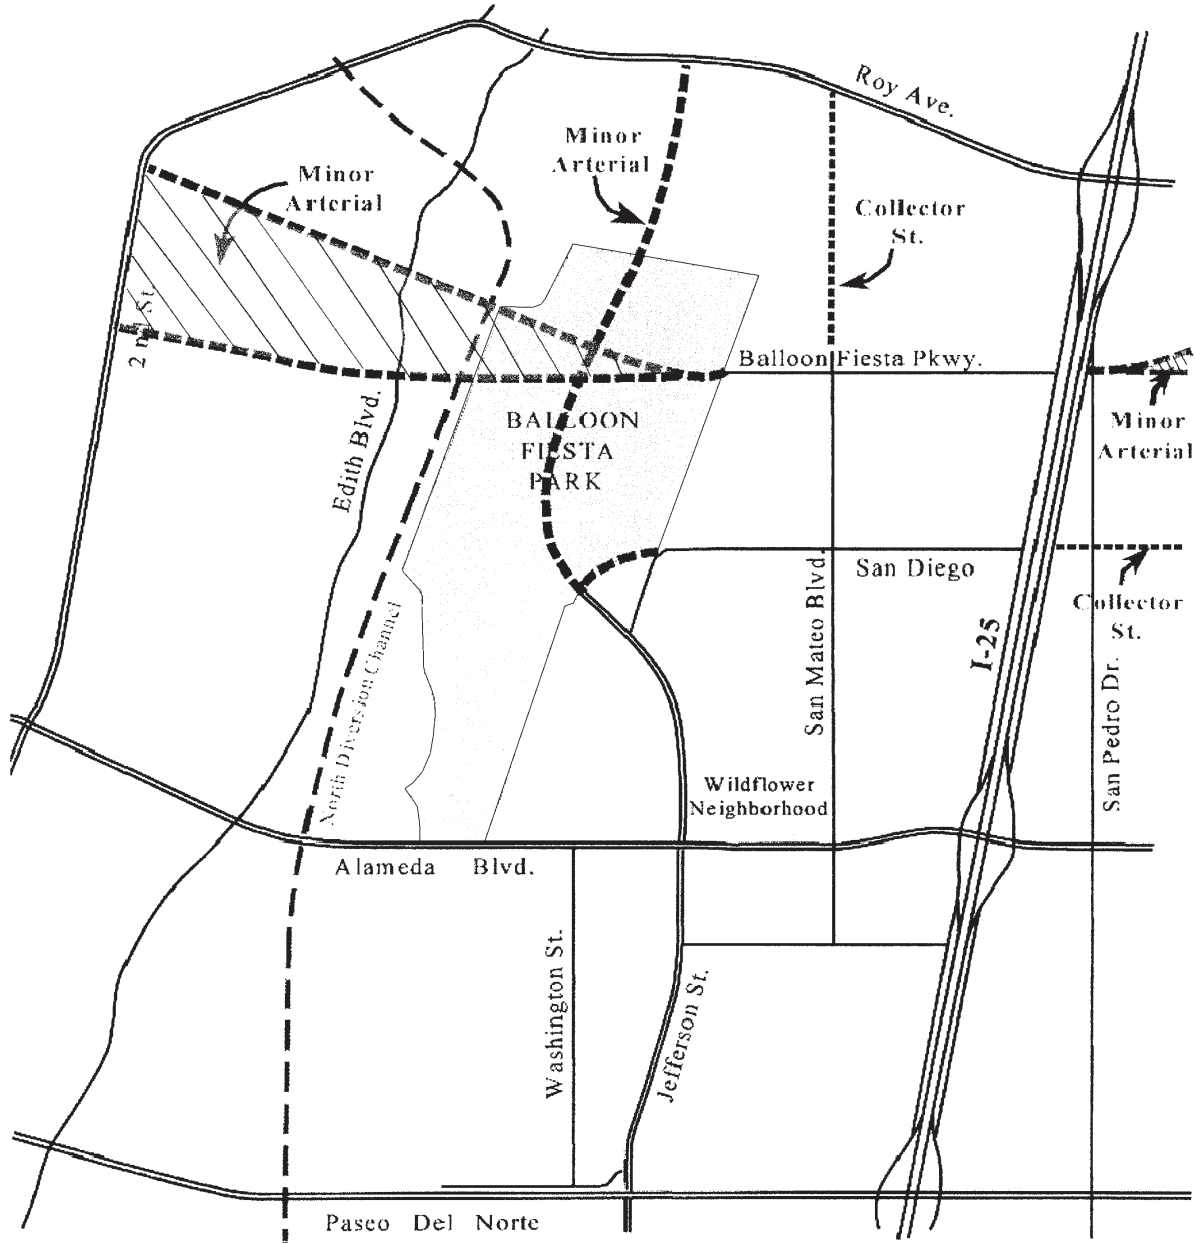 Roy Ave.
Minor
Arterial
Minor
Arterial
Collector
St.
2nd St
Balloon Fiesta Pkwy.
Edith Blvd.
BALLOON
FIESTA
PARK
Minor
Arterial
San Diego
San Mateo Blvd.
Collector
St.
I-25
North Diversion Channel
San Pedro Dr.
Wildflower
Neighborhood
Alameda Blvd.
Washington St.
Jefferson St.
Paseo Del Norte